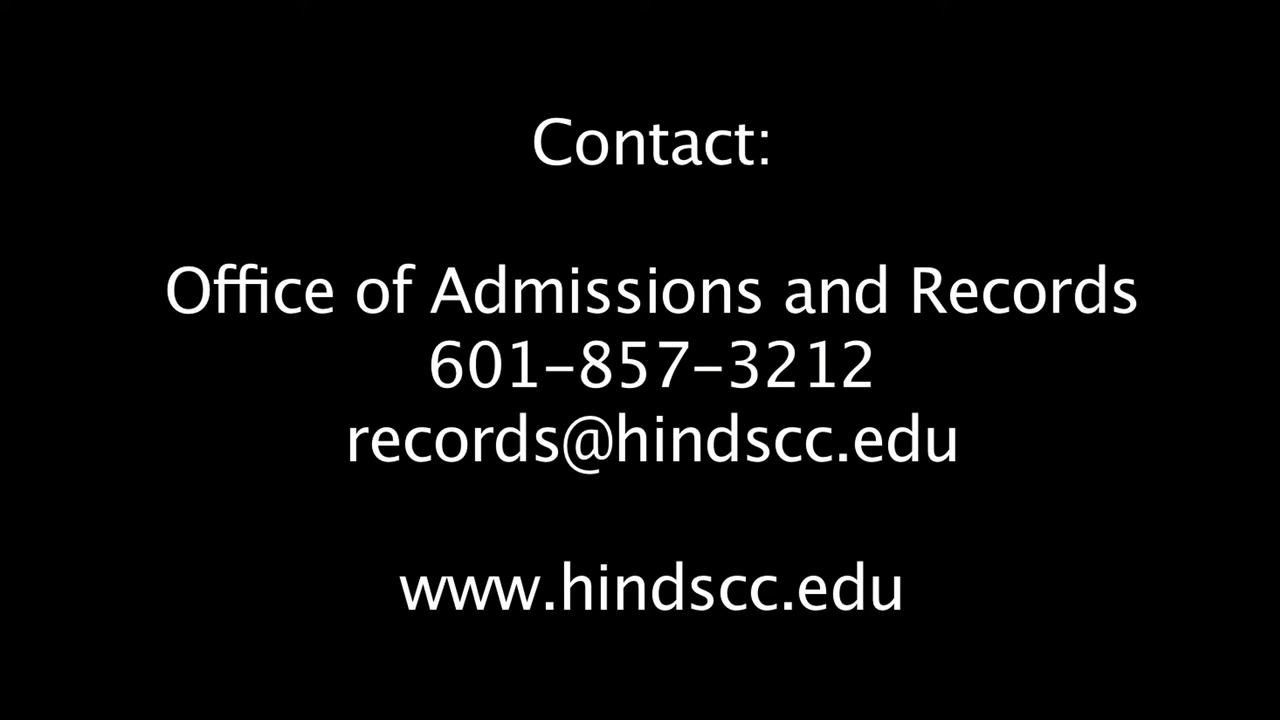 Contact:
Office of Admissions and Records
601-857-3212
records@hindscc.edu
www.hindscc.edu